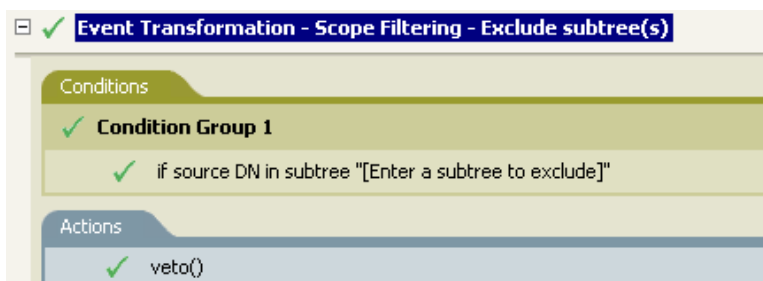 Event Transformation - Scope Filtering - Exclude subtree(s)
Conditions
Condition Group 1
if source DN in subtree "[Enter a subtree to exclude]"
Actions
veto()